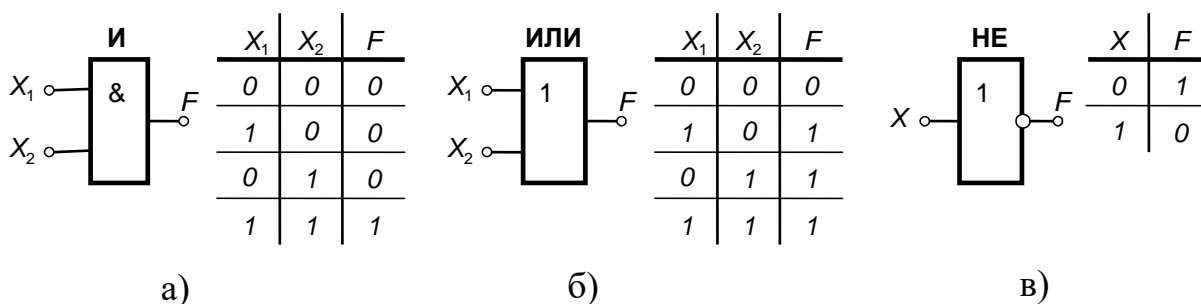 И
X₁
X₂
&
F
X₁ X₂ F
0 0 0
1 0 0
0 1 0
1 1 1
а)
ИЛИ
X₁
X₂
1
F
X₁ X₂ F
0 0 0
1 0 1
0 1 1
1 1 1
б)
НЕ
X
1
F
X F
0 1
1 0
в)